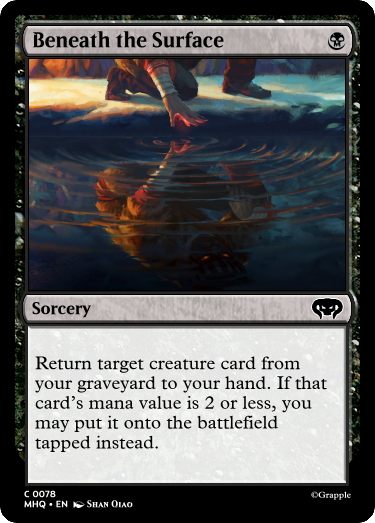 Beneath the Surface
Sorcery
Return target creature card from
your graveyard to your hand. If that
card's mana value is 2 or less, you
may put it onto the battlefield
tapped instead.
C 0078
MHQ • EN Shan Qiao
©Grapple